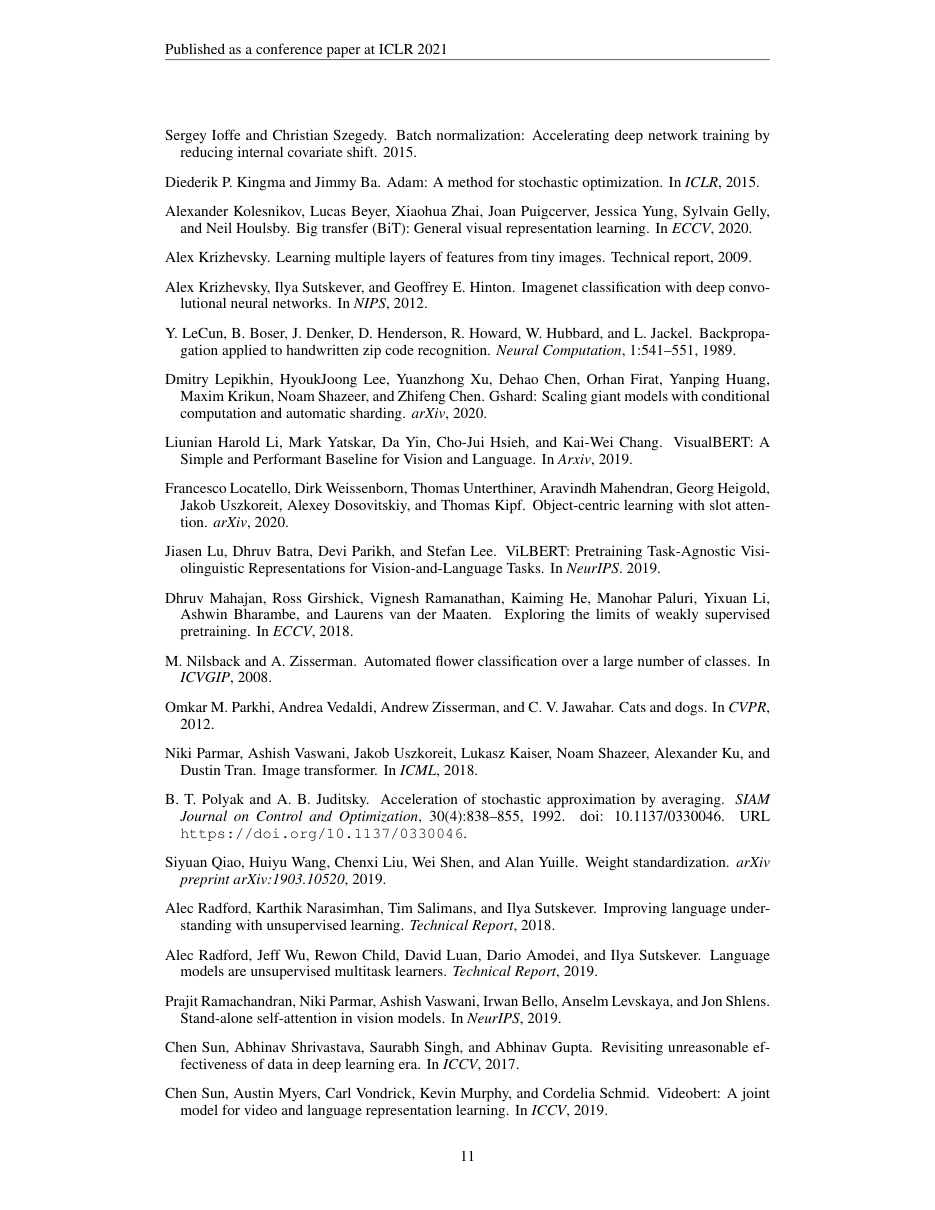 Published as a conference paper at ICLR 2021
Sergey Ioffe and Christian Szegedy. Batch normalization: Accelerating deep network training by
reducing internal covariate shift. 2015.
Diederik P. Kingma and Jimmy Ba. Adam: A method for stochastic optimization. In ICLR, 2015.
Alexander Kolesnikov, Lucas Beyer, Xiaohua Zhai, Joan Puigcerver, Jessica Yung, Sylvain Gelly,
and Neil Houlsby. Big transfer (BiT): General visual representation learning. In ECCV, 2020.
Alex Krizhevsky. Learning multiple layers of features from tiny images. Technical report, 2009.
Alex Krizhevsky, Ilya Sutskever, and Geoffrey E. Hinton. Imagenet classification with deep convo-
lutional neural networks. In NIPS, 2012.
Y. LeCun, B. Boser, J. Denker, D. Henderson, R. Howard, W. Hubbard, and L. Jackel. Backpropa-
gation applied to handwritten zip code recognition. Neural Computation, 1:541–551, 1989.
Dmitry Lepikhin, HyoukJoong Lee, Yuanzhong Xu, Dehao Chen, Orhan Firat, Yanping Huang,
Maxim Krikun, Noam Shazeer, and Zhifeng Chen. Gshard: Scaling giant models with conditional
computation and automatic sharding. arXiv, 2020.
Liunian Harold Li, Mark Yatskar, Da Yin, Cho-Jui Hsieh, and Kai-Wei Chang. VisualBERT: A
Simple and Performant Baseline for Vision and Language. In Arxiv, 2019.
Francesco Locatello, Dirk Weissenborn, Thomas Unterthiner, Aravindh Mahendran, Georg Heigold,
Jakob Uszkoreit, Alexey Dosovitskiy, and Thomas Kipf. Object-centric learning with slot atten-
tion. arXiv, 2020.
Jiasen Lu, Dhruv Batra, Devi Parikh, and Stefan Lee. ViLBERT: Pretraining Task-Agnostic Visi-
olinguistic Representations for Vision-and-Language Tasks. In NeurIPS. 2019.
Dhruv Mahajan, Ross Girshick, Vignesh Ramanathan, Kaiming He, Manohar Paluri, Yixuan Li,
Ashwin Bharambe, and Laurens van der Maaten. Exploring the limits of weakly supervised
pretraining. In ECCV, 2018.
M. Nilsback and A. Zisserman. Automated flower classification over a large number of classes. In
ICVGIP, 2008.
Omkar M. Parkhi, Andrea Vedaldi, Andrew Zisserman, and C. V. Jawahar. Cats and dogs. In CVPR,
2012.
Niki Parmar, Ashish Vaswani, Jakob Uszkoreit, Lukasz Kaiser, Noam Shazeer, Alexander Ku, and
Dustin Tran. Image transformer. In ICML, 2018.
B. T. Polyak and A. B. Juditsky. Acceleration of stochastic approximation by averaging. SIAM
Journal on Control and Optimization, 30(4):838–855, 1992. doi: 10.1137/0330046. URL
https://doi.org/10.1137/0330046.
Siyuan Qiao, Huiyu Wang, Chenxi Liu, Wei Shen, and Alan Yuille. Weight standardization. arXiv
preprint arXiv:1903.10520, 2019.
Alec Radford, Karthik Narasimhan, Tim Salimans, and Ilya Sutskever. Improving language under-
standing with unsupervised learning. Technical Report, 2018.
Alec Radford, Jeff Wu, Rewon Child, David Luan, Dario Amodei, and Ilya Sutskever. Language
models are unsupervised multitask learners. Technical Report, 2019.
Prajit Ramachandran, Niki Parmar, Ashish Vaswani, Irwan Bello, Anselm Levskaya, and Jon Shlens.
Stand-alone self-attention in vision models. In NeurIPS, 2019.
Chen Sun, Abhinav Shrivastava, Saurabh Singh, and Abhinav Gupta. Revisiting unreasonable ef-
fectiveness of data in deep learning era. In ICCV, 2017.
Chen Sun, Austin Myers, Carl Vondrick, Kevin Murphy, and Cordelia Schmid. Videobert: A joint
model for video and language representation learning. In ICCV, 2019.
11